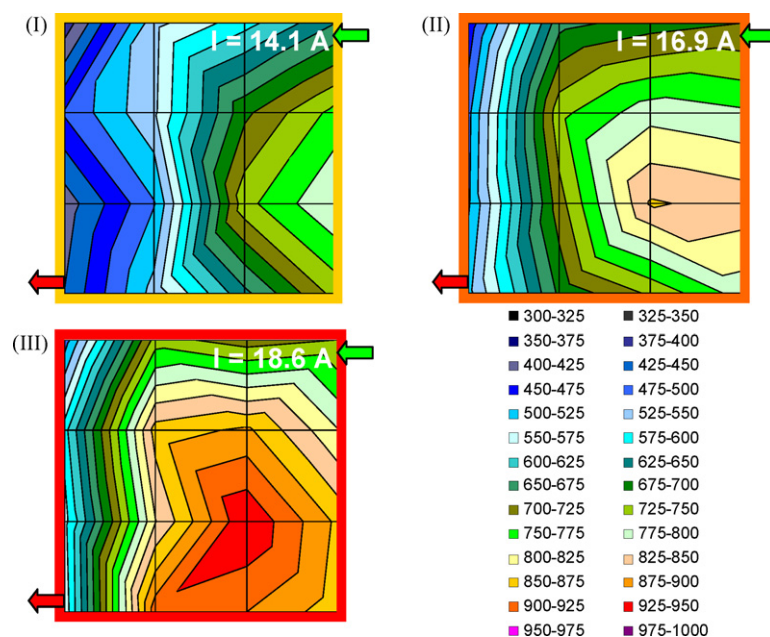 (I)
I = 14.1 A
(II)
I = 16.9 A
(III)
I = 18.6 A
300-325 325-350
350-375 375-400
400-425 425-450
450-475 475-500
500-525 525-550
550-575 575-600
600-625 625-650
650-675 675-700
700-725 725-750
750-775 775-800
800-825 825-850
850-875 875-900
900-925 925-950
950-975 975-1000